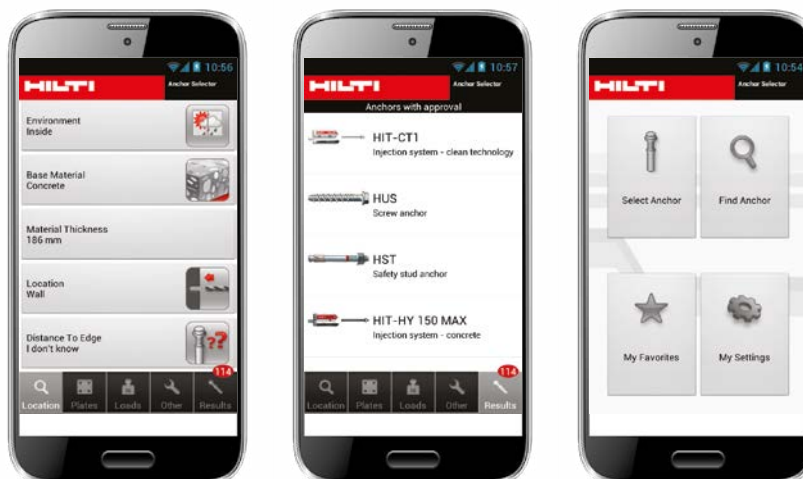 10:56
HILTI
Anchor Selector
Environment
Inside
Base Material
Concrete
Material Thickness
186 mm
Location
Wall
Distance To Edge
I don't know
??
114
Location Plates Loads Other Results
10:57
HILTI
Anchor Selector
Anchors with approval
HIT-CT1
Injection system - clean technology
HUS
Screw anchor
HST
Safety stud anchor
HIT-HY 150 MAX
Injection system - concrete
114
Location Plates Loads Other Results
10:54
HILTI
Anchor Selector
Select Anchor
Find Anchor
My Favorites
My Settings